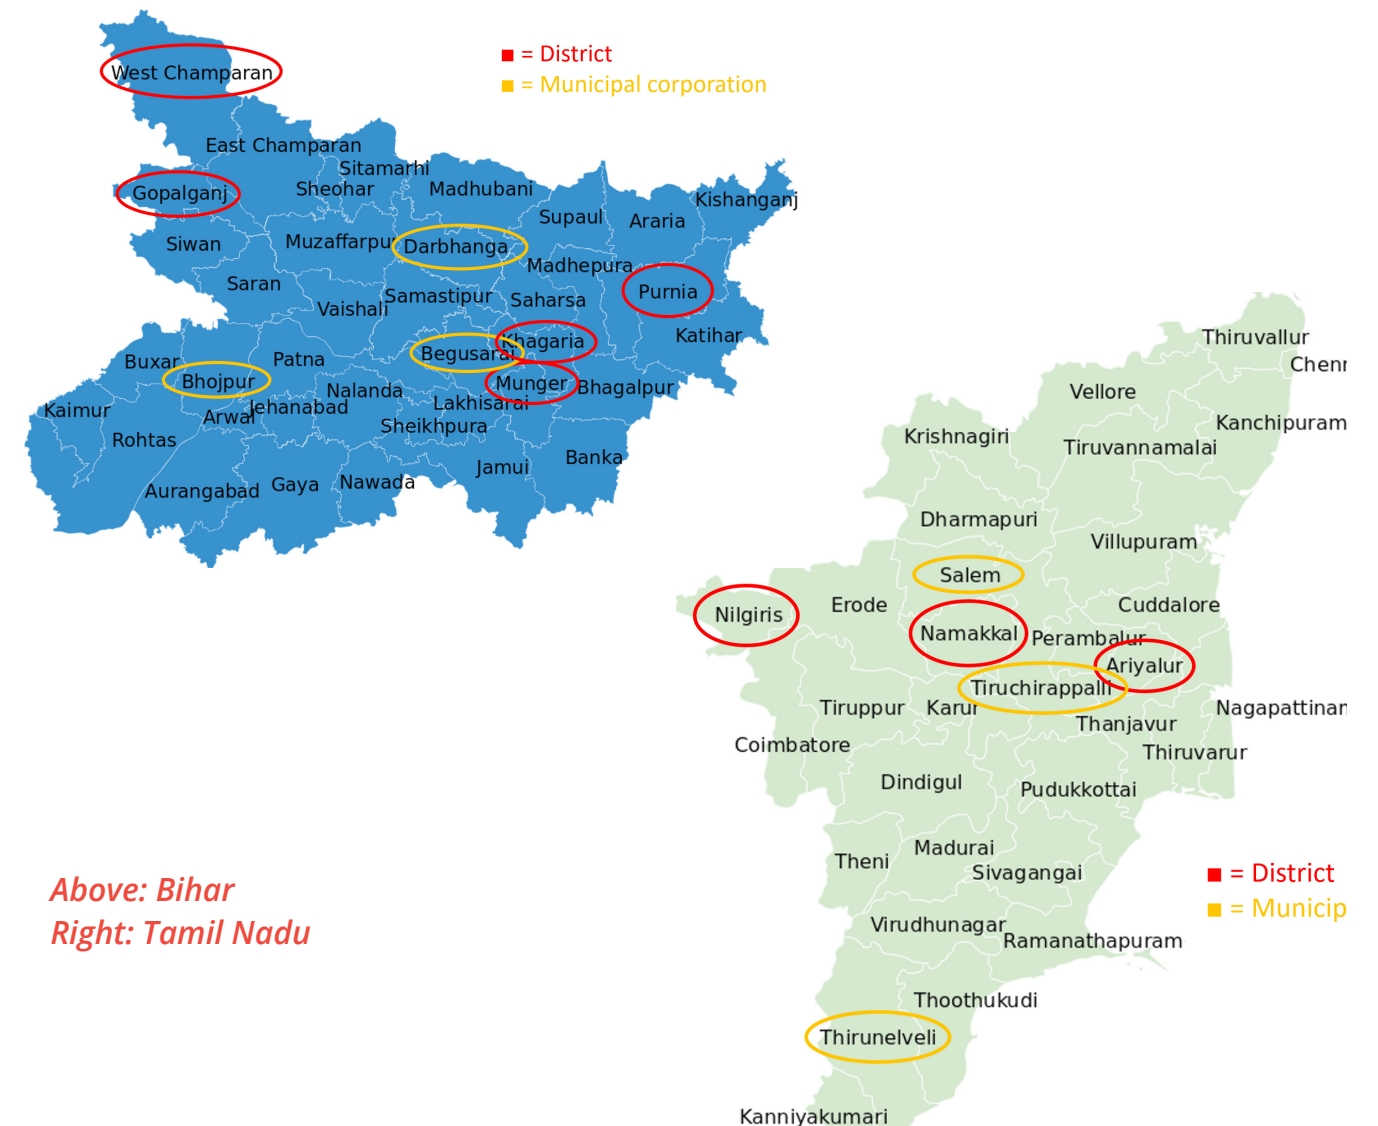 West Champaran
= District
= Municipal corporation
East Champaran
Sitamarhi
Gopalganj
Sheohar
Madhubani
Kishanganj
Supaul
Araria
Siwan
Muzaffarpur
Darbhanga
Madhepura
Saran
Purnia
Samastipur
Saharsa
Vaishali
Katihar
Khagaria
Begusarai
Buxar
Patna
Bhojpur
Munger
Bhagalpur
Nalanda
Lakhisarai
Kaimur
Arwal
Jehanabad
Sheikhpura
Rohtas
Banka
Jamui
Aurangabad
Gaya
Nawada
Thiruvallur
Chenn
Vellore
Kanchipuram
Krishnagiri
Tiruvannamalai
Dharmapuri
Villupuram
Salem
Nilgiris
Erode
Cuddalore
Namakkal
Perambalur
Ariyalur
Tiruchirappalli
Tiruppur
Karur
Nagapattinam
Thanjavur
Coimbatore
Thiruvarur
Dindigul
Pudukkottai
Madurai
Theni
Sivagangai
= District
= Municip
Above: Bihar
Right: Tamil Nadu
Virudhunagar
Ramanathapuram
Thoothukudi
Thirunelveli
Kanniyakumari